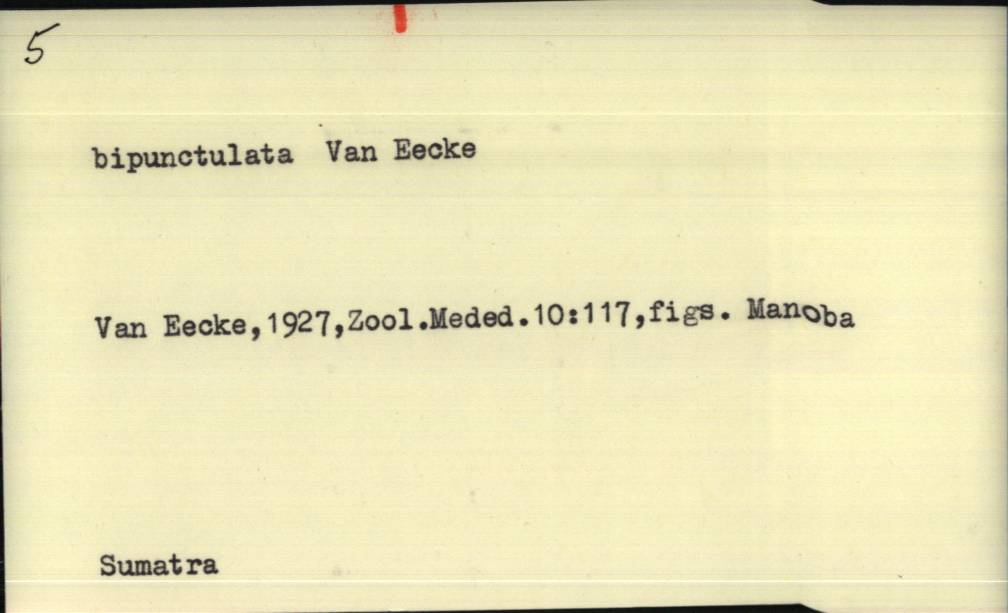 5
bipunctulata Van Eecke
Van Eecke,1927,Zool.Meded.10:117,figs. Manoba
Sumatra